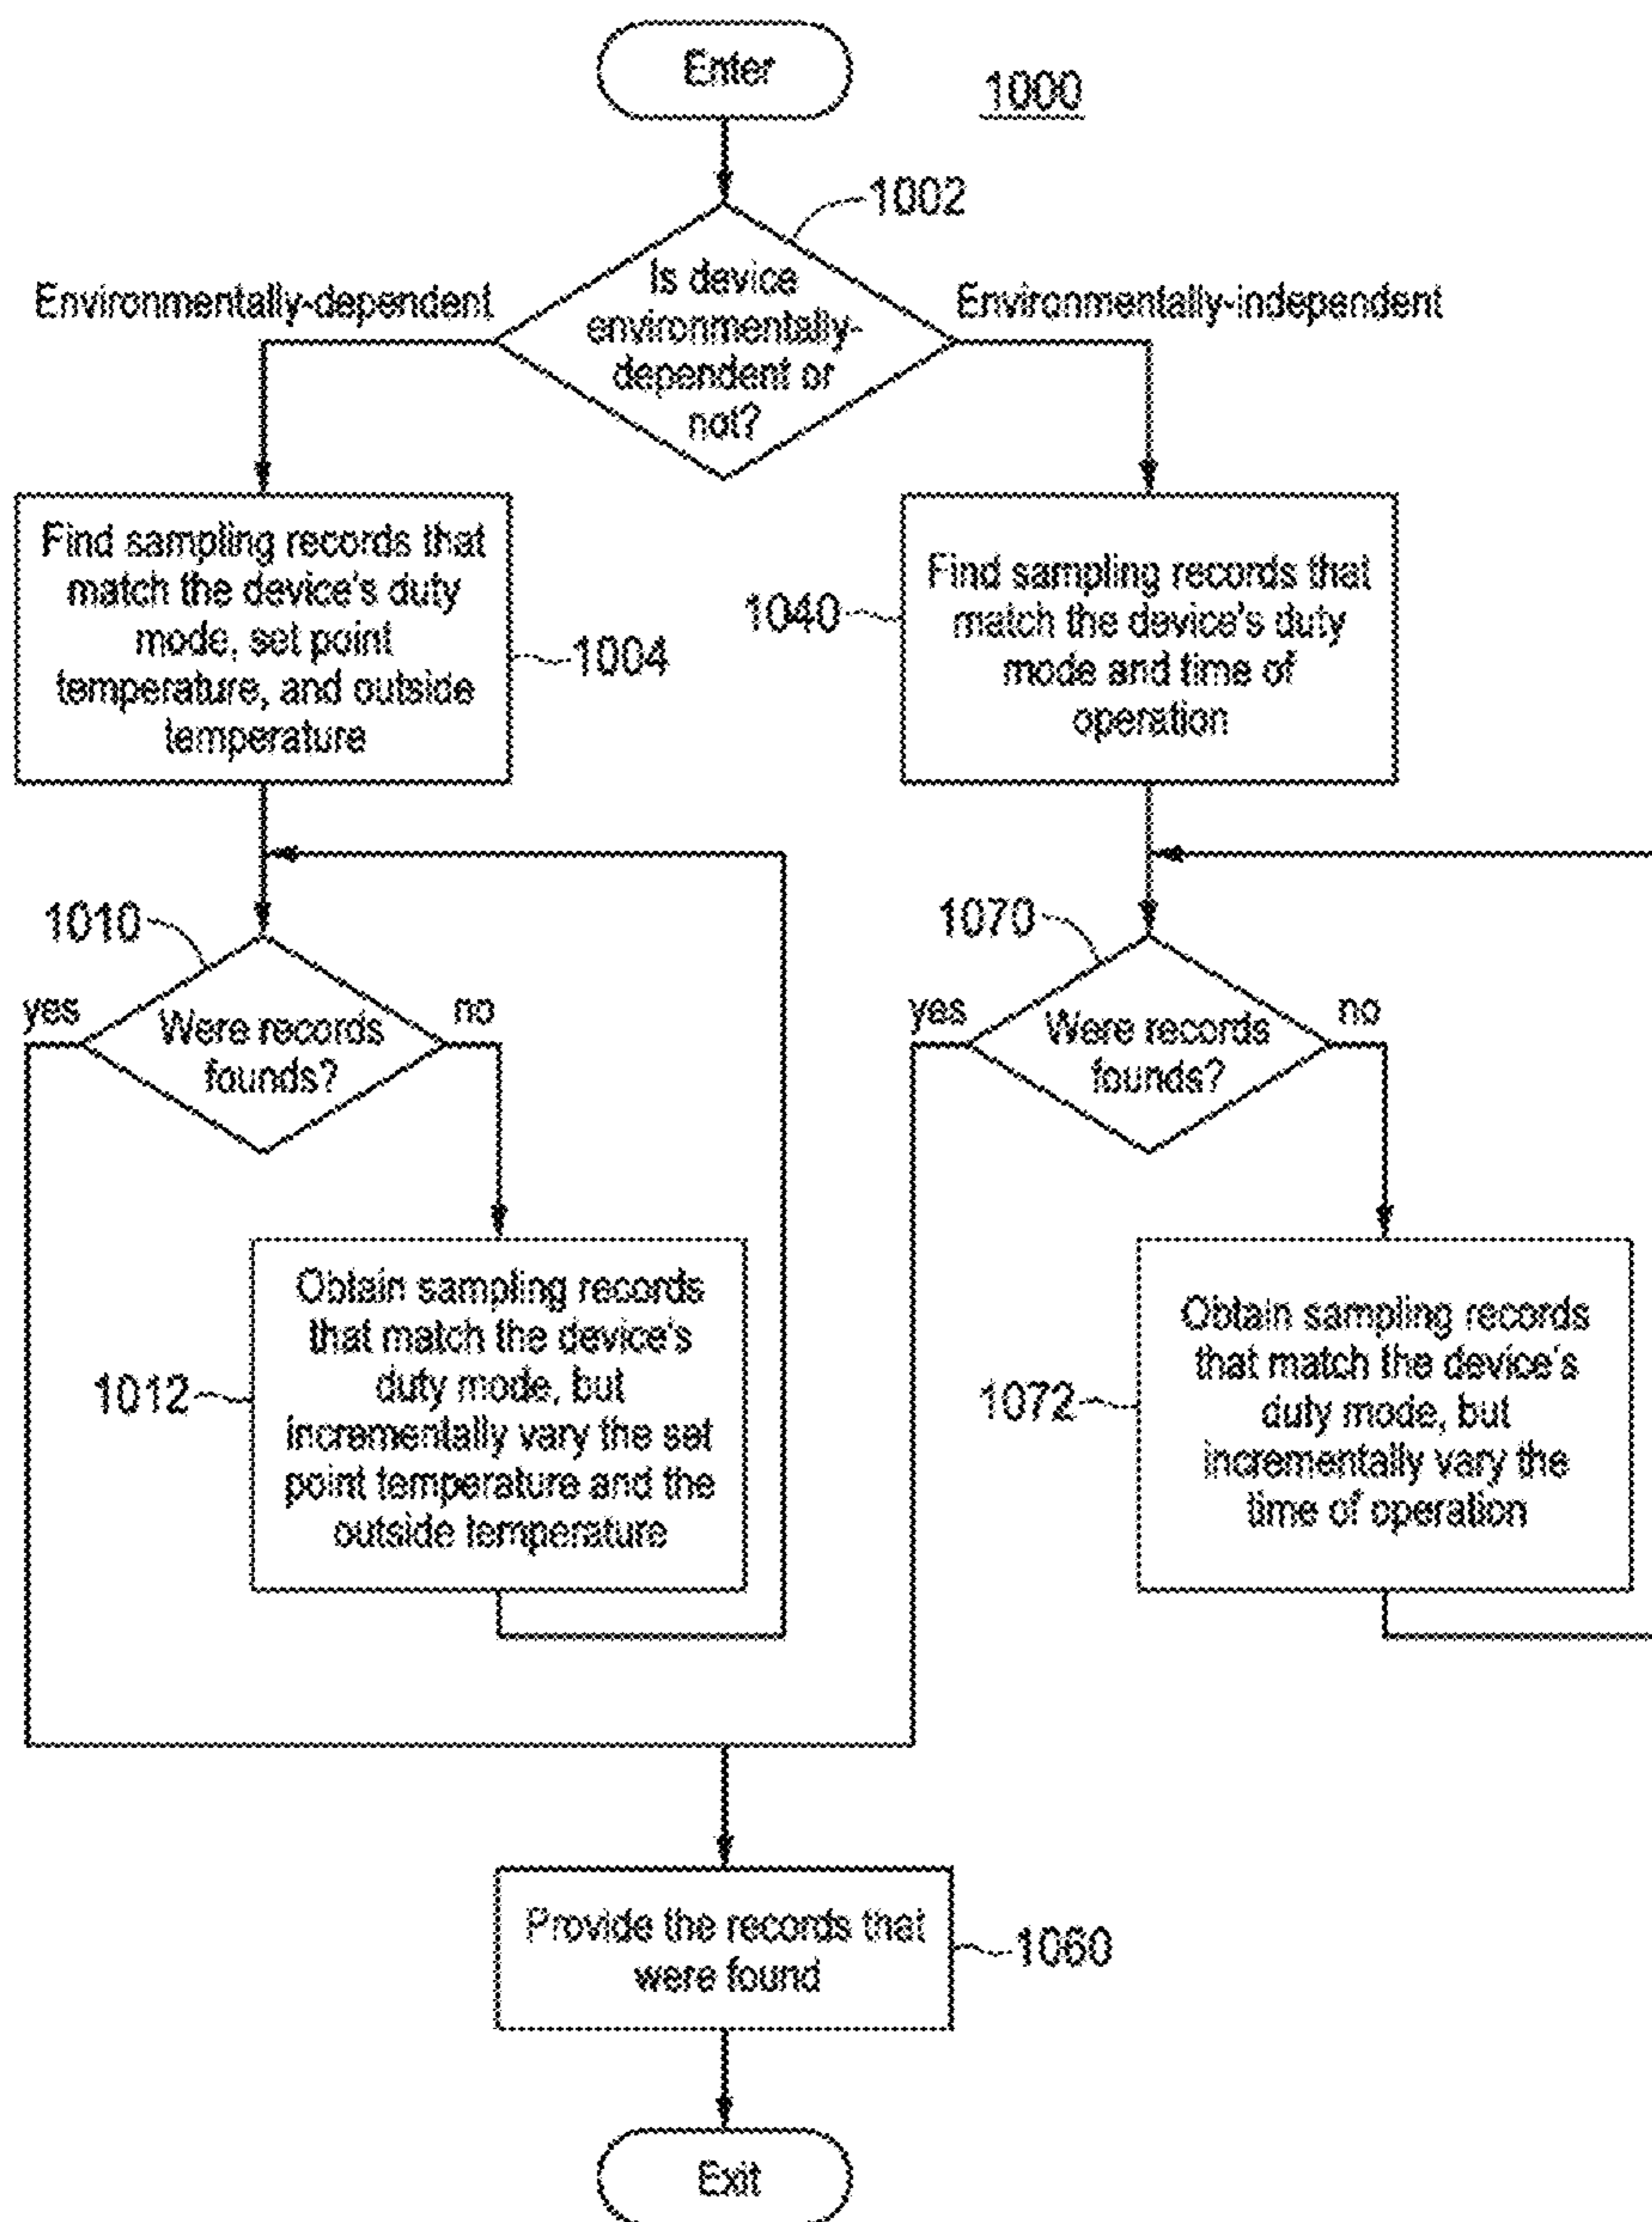 Enter
1000
1002
Is device
environmentally-
dependent or
not?
Environmentally-dependent
Environmentally-independent
Find sampling records that
match the device's duty
mode, set point
temperature, and outside
temperature
1004
1040
Find sampling records that
match the device's duty
mode and time of
operation
1010
yes
Were records
founds?
no
1070
yes
Were records
founds?
no
1012
Obtain sampling records
that match the device's
duty mode, but
incrementally vary the set
point temperature and the
outside temperature
1072
Obtain sampling records
that match the device's
duty mode, but
incrementally vary the
time of operation
Provide the records that
were found
1060
Exit